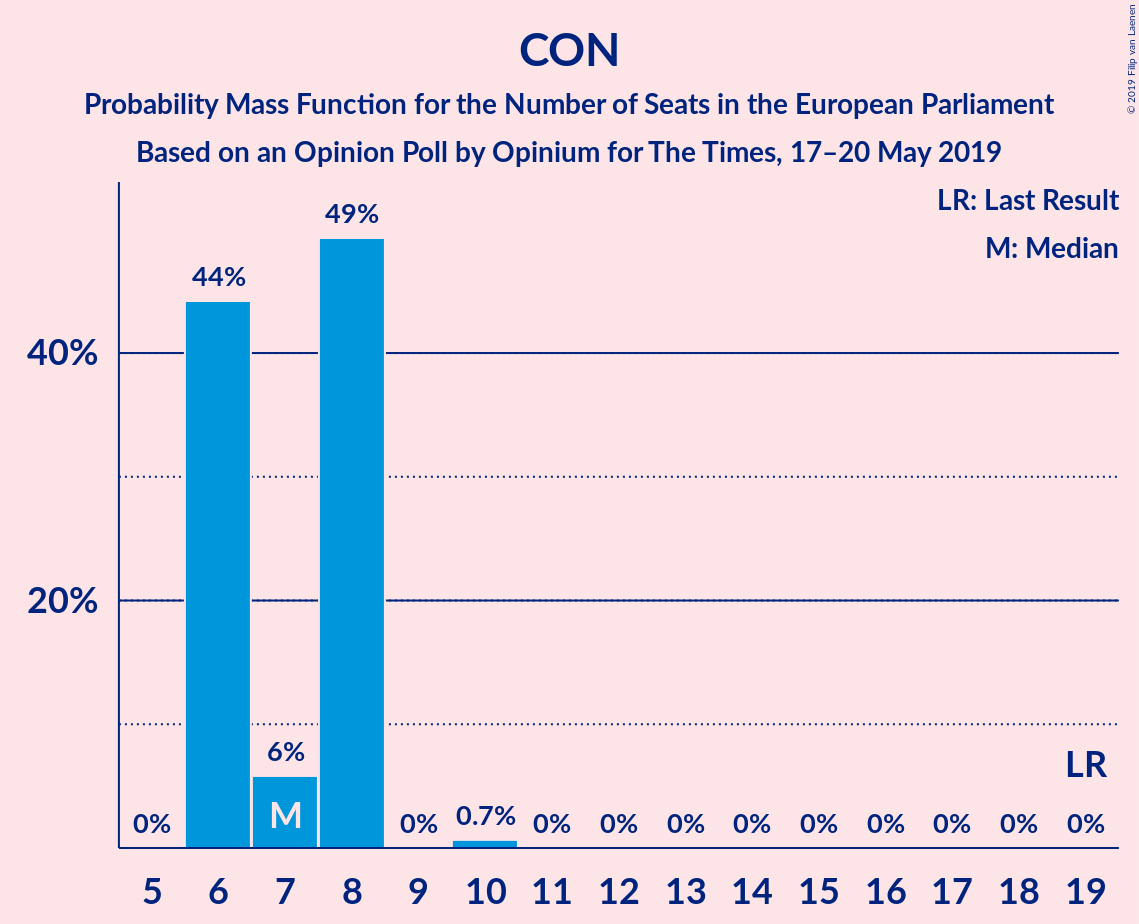 CON
Probability Mass Function for the Number of Seats in the European Parliament
Based on an Opinion Poll by Opinium for The Times, 17–20 May 2019
© 2019 Filip van Laenen
LR: Last Result
M: Median
40%
20%
0% 44% 6% 49% 0% 0.7% 0% 0% 0% 0% 0% 0% 0% 0% 0%
M
LR
5 6 7 8 9 10 11 12 13 14 15 16 17 18 19